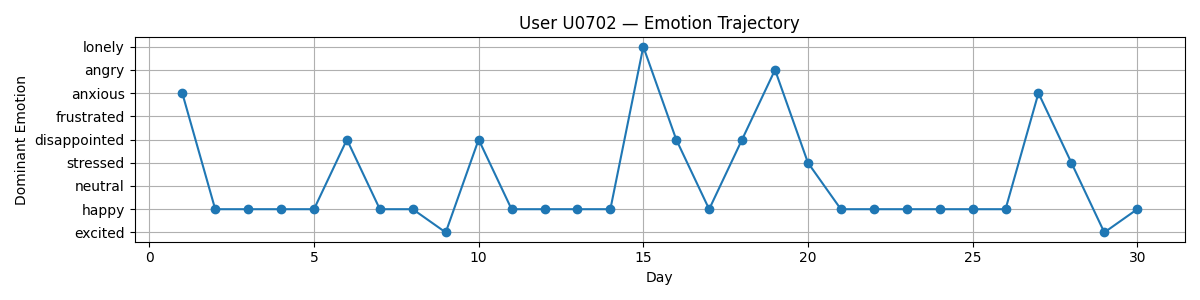 User U0702 — Emotion Trajectory
Dominant Emotion
lonely
angry
anxious
frustrated
disappointed
stressed
neutral
happy
excited
0 5 10 15 20 25 30
Day